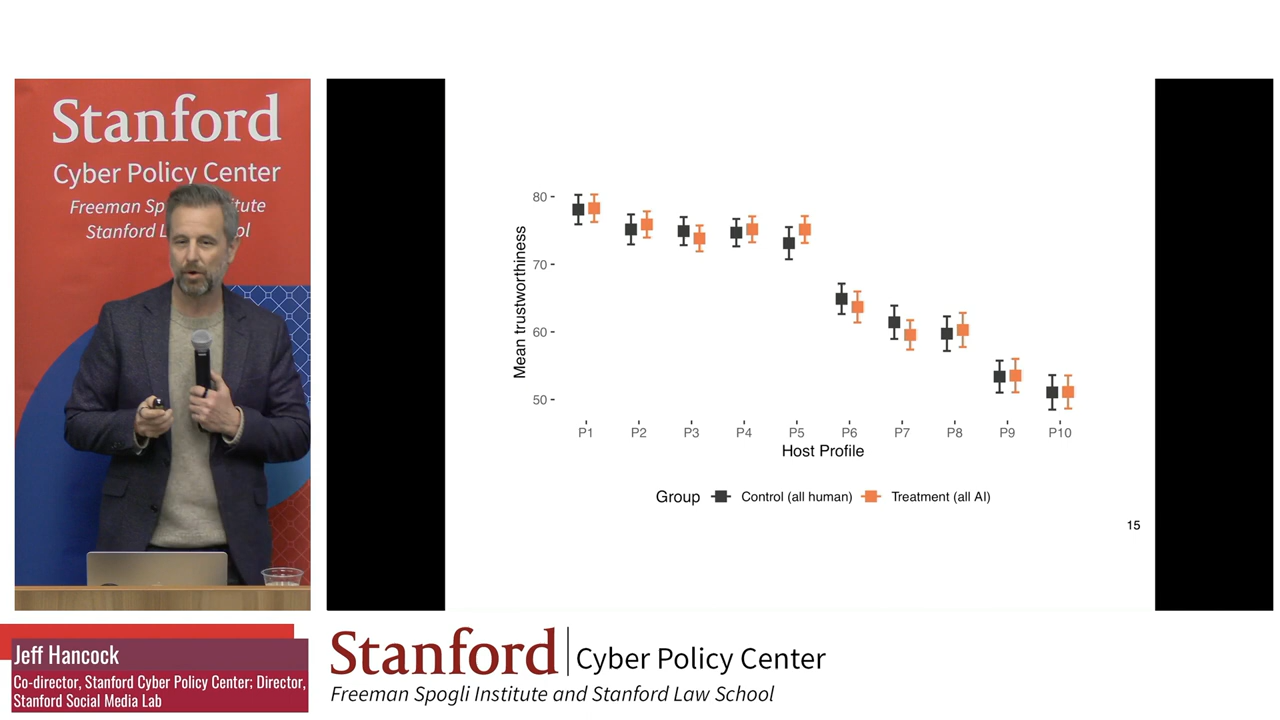 Stanford
Cyber Policy Center
Freeman Sp tute
Stanford L ol
80
70
60
50
Mean trustworthiness
P1 P2 P3 P4 P5 P6 P7 P8 P9 P10
Host Profile
Group Control (all human) Treatment (all AI)
15
Jeff Hancock
Co-director, Stanford Cyber Policy Center; Director,
Stanford Social Media Lab
Stanford Cyber Policy Center
Freeman Spogli Institute and Stanford Law School